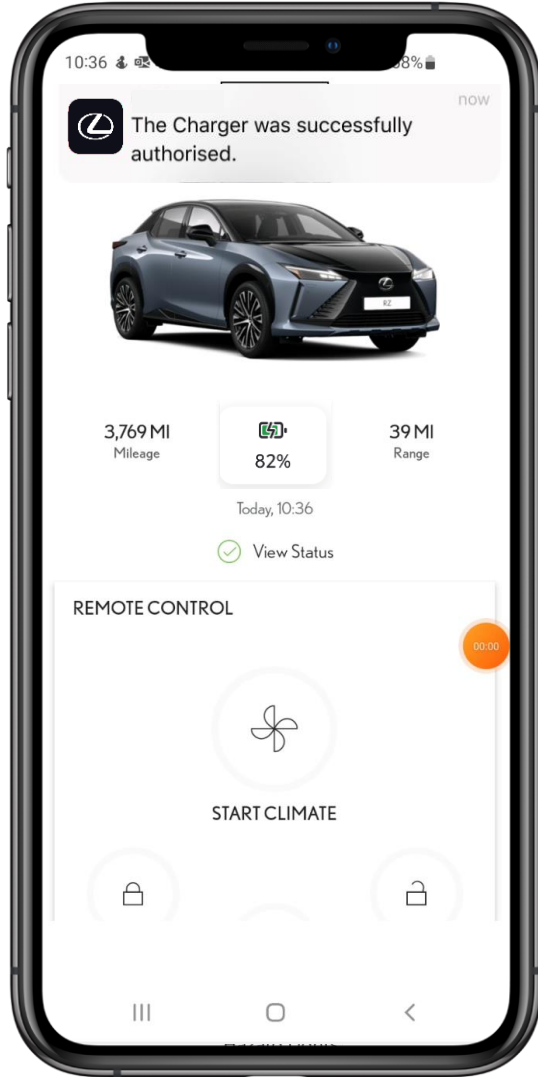 10:36
8%
now
The Charger was successfully
authorised.
RZ
3,769 MI
Mileage
82%
39 MI
Range
Today, 10:36
View Status
REMOTE CONTROL
00:00
START CLIMATE